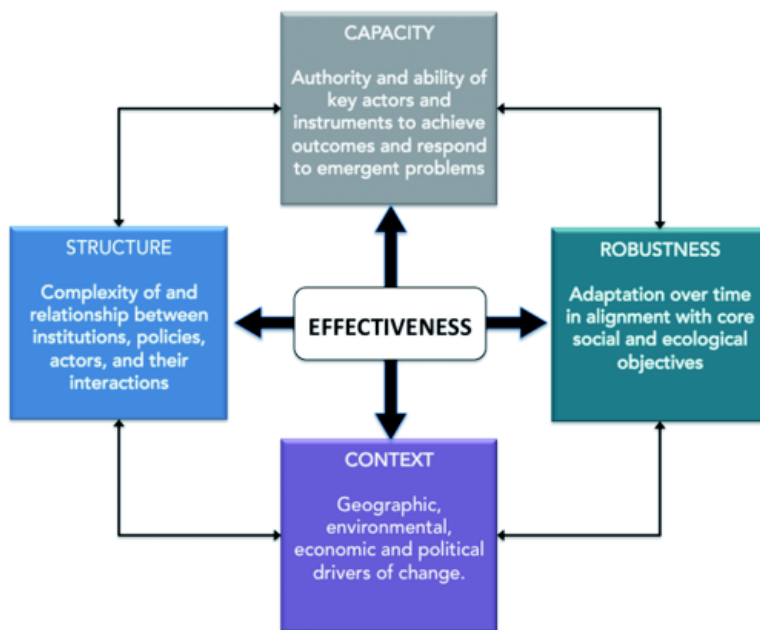 CAPACITY
Authority and ability of
key actors and
instruments to achieve
outcomes and respond
to emergent problems
STRUCTURE
Complexity of and
relationship between
institutions, policies,
actors, and their
interactions
EFFECTIVENESS
ROBUSTNESS
Adaptation over time
in alignment with core
social and ecological
objectives
CONTEXT
Geographic,
environmental,
economic and political
drivers of change.